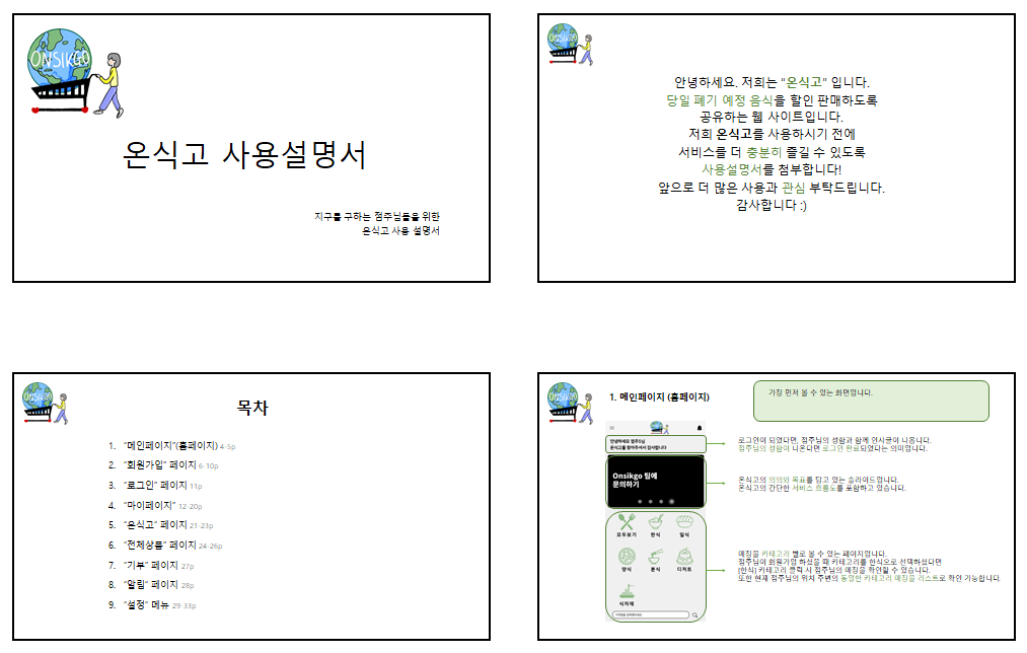 ONSIKGO
온식고 사용설명서
지구를 구하는 점주님들을 위한
온식고 사용 설명서
ONSIKGO
안녕하세요. 저희는 "온식고" 입니다.
당일 폐기 예정 음식을 할인 판매하도록
공유하는 웹 사이트입니다.
저희 온식고를 사용하시기 전에
서비스를 더 충분히 즐길 수 있도록
사용설명서를 첨부합니다!
앞으로 더 많은 사용과 관심 부탁드립니다.
감사합니다 :)
ONSIKGO
목차
1. "메인페이지"(홈페이지) 4-5p
2. "회원가입" 페이지 6-10p
3. "로그인" 페이지 11p
4. "마이페이지" 12-20p
5. "온식고" 페이지 21-23p
6. "전체상품" 페이지 24-26p
7. "기부" 페이지 27p
8. "알림" 페이지 28p
9. "설정" 메뉴 29-33p
ONSIKGO
1. 메인페이지 (홈페이지)
가장 먼저 볼 수 있는 화면입니다.
로그인이 되었다면, 점주님의 성함과 함께 인사글이 나옵니다.
점주님의 성함이 나온다면 로그인 완료되었다는 의미입니다.
Onsikgo 팀에
문의하기
온식고의 의의와 목표를 담고 있는 슬라이드입니다.
온식고의 간단한 서비스 흐름도를 포함하고 있습니다.
모두보기 한식 일식
양식 분식 디저트
식자재
매장을 카테고리 별로 볼 수 있는 페이지입니다.
점주님이 회원가입 하셨을 때 카테고리를 한식으로 선택하셨다면
[한식] 카테고리 클릭 시 점주님의 매장을 확인할 수 있습니다.
또한 현재 점주님의 위치 주변의 동일한 카테고리 매장을 리스트로 확인 가능합니다.